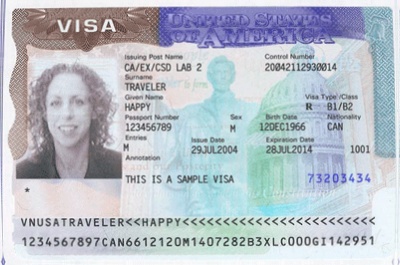 VISA
UNITED STATES
OF AMERICA
Issuing Post Name
Control Number
CA/EX/CSD LAB 2
20042112930014
Surname
TRAVELER
Given Name
Visa Type /Class
HAPPY
R B1/B2
Passport Number
Sex
Birth Date
Nationality
123456789
M
12DEC1966
CAN
Entries
Issue Date
Expiration Date
M
29JUL2004
28JUL2014
1001
Annotation
THIS IS A SAMPLE VISA
73203434
*
VNUSATRAVELER<<HAPPY<<<<<<<<<<<<<<<<<<<<<<<<
1234567897CAN6612120M1407282B3XLC000GI142951